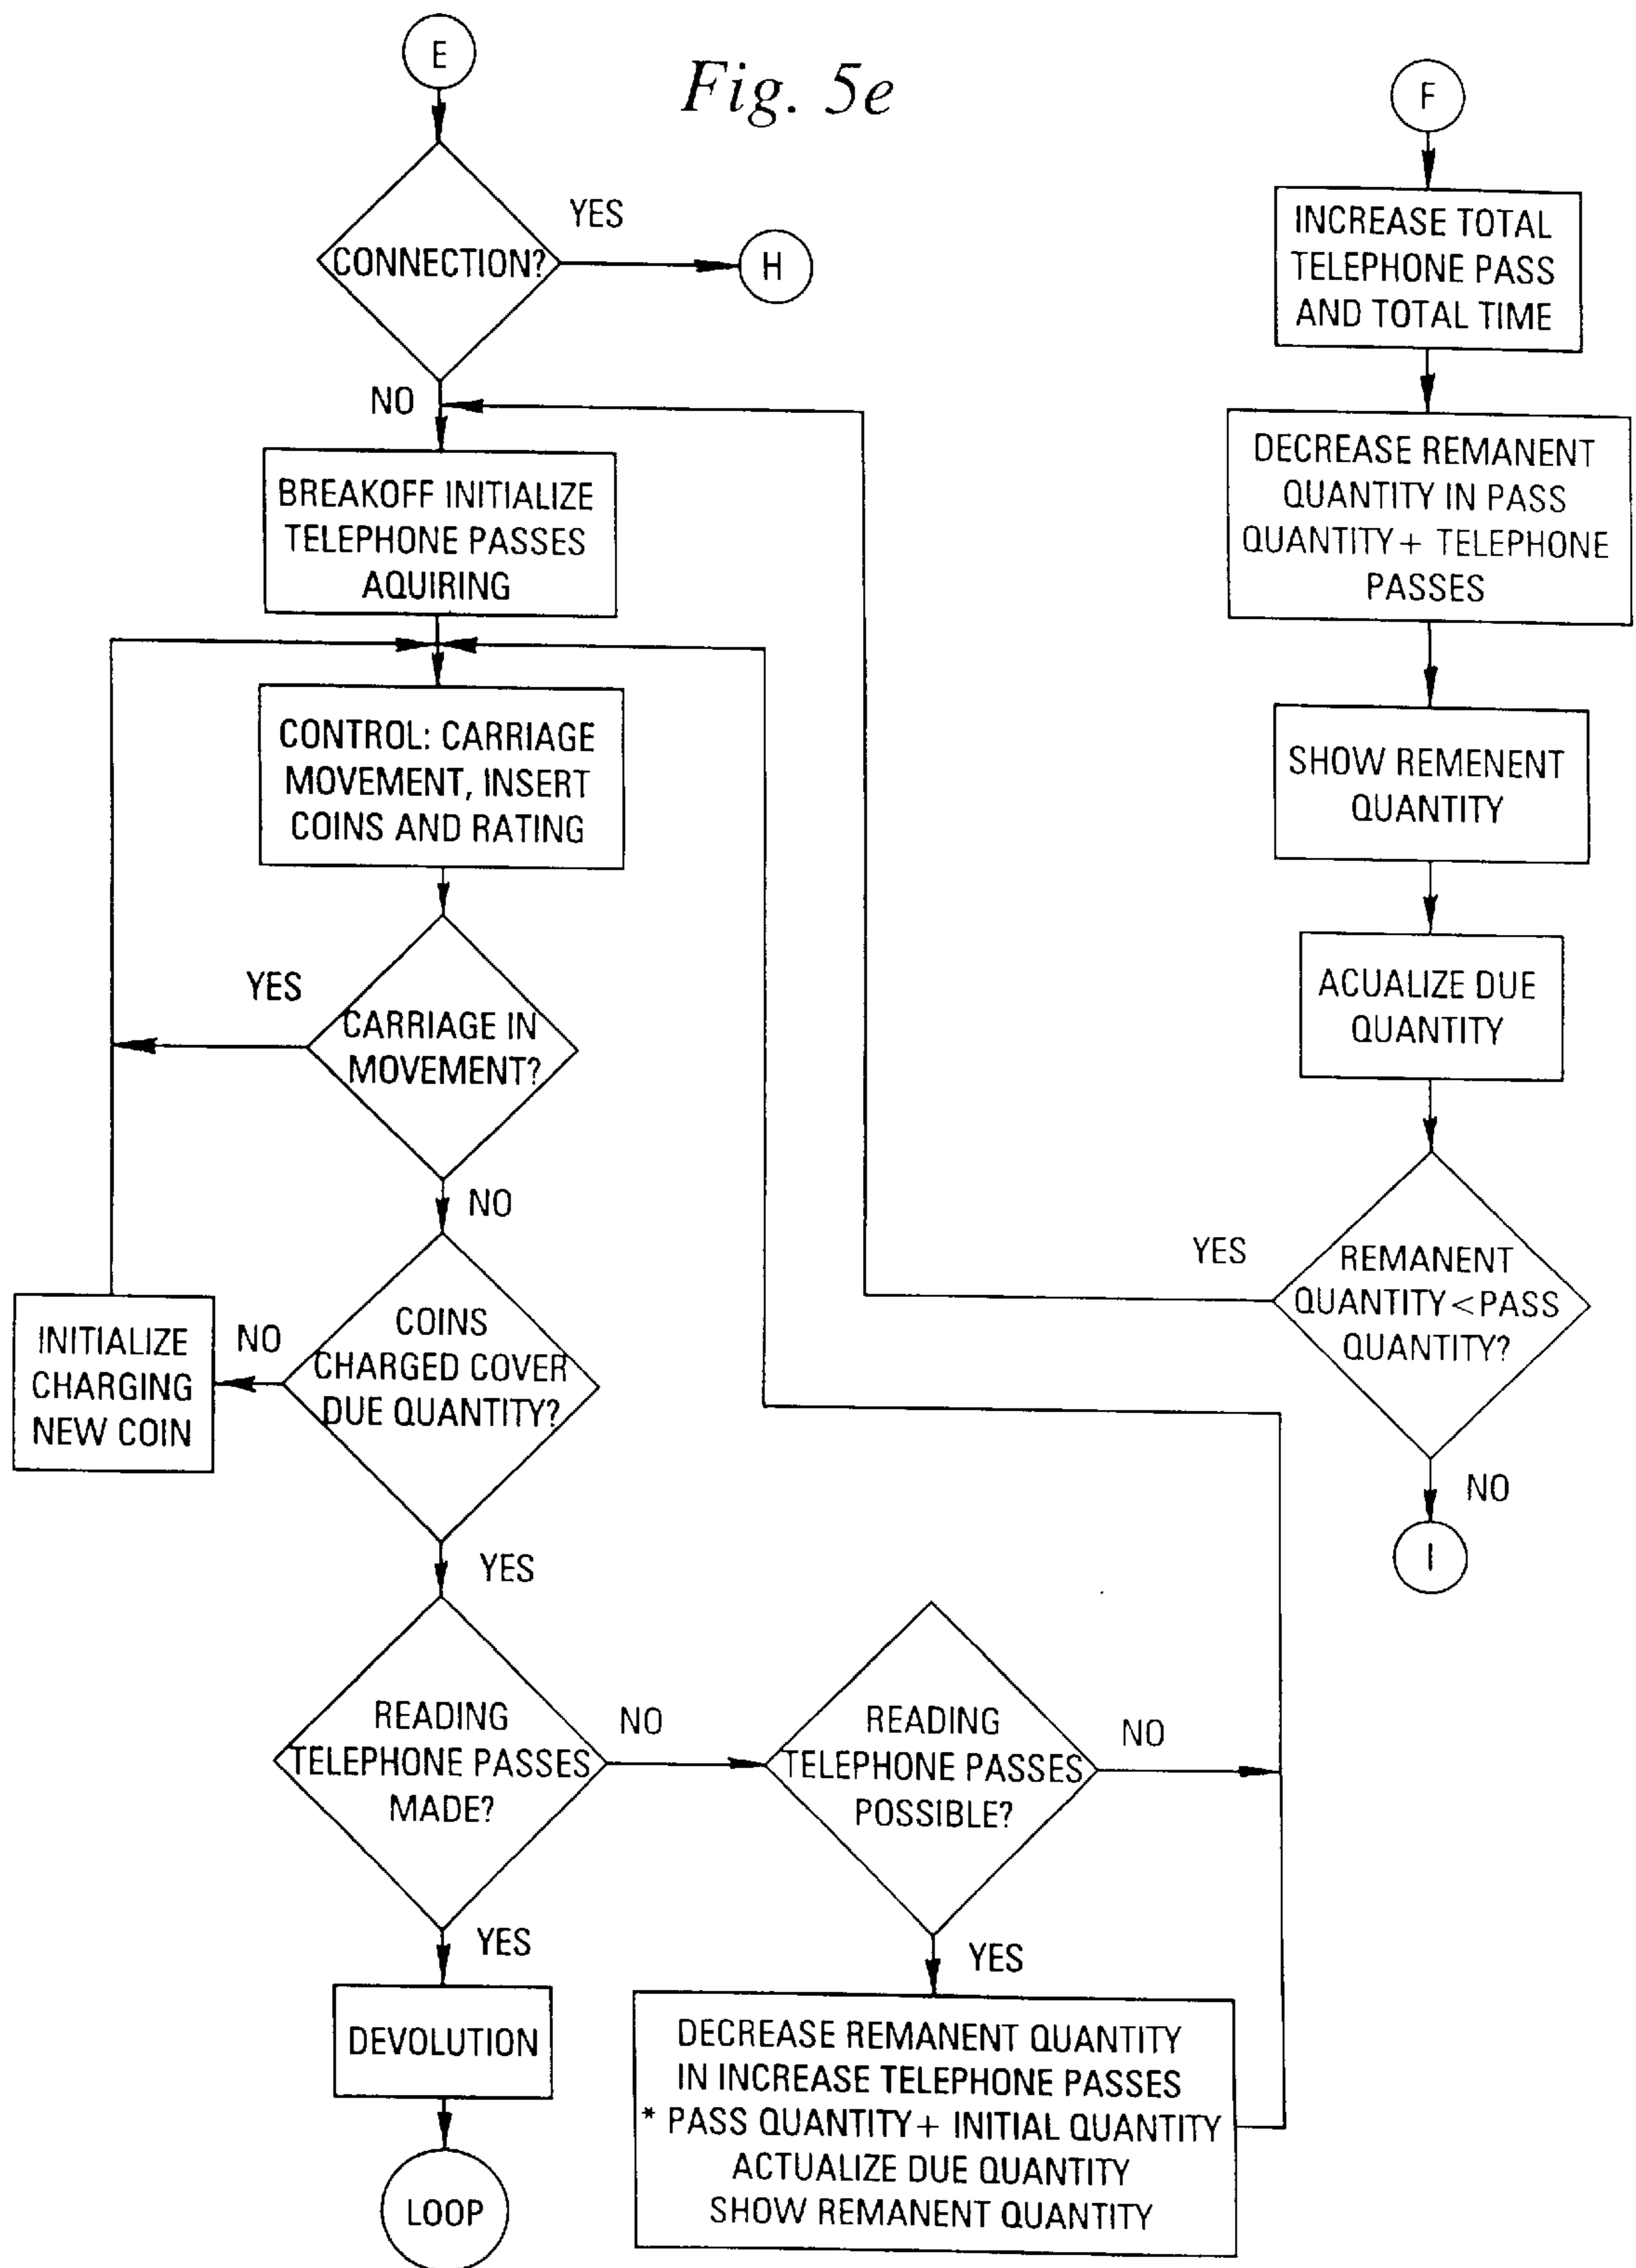 Fig. 5e
E
CONNECTION?
YES
H
NO
BREAKOFF INITIALIZE
TELEPHONE PASSES
AQUIRING
CONTROL: CARRIAGE
MOVEMENT, INSERT
COINS AND RATING
CARRIAGE IN
MOVEMENT?
YES
NO
COINS
CHARGED COVER
DUE QUANTITY?
NO
INITIALIZE
CHARGING
NEW COIN
YES
READING
TELEPHONE PASSES
MADE?
NO
READING
TELEPHONE PASSES
POSSIBLE?
NO
YES
DEVOLUTION
LOOP
YES
DECREASE REMANENT QUANTITY
IN INCREASE TELEPHONE PASSES
* PASS QUANTITY + INITIAL QUANTITY
ACTUALIZE DUE QUANTITY
SHOW REMANENT QUANTITY
F
INCREASE TOTAL
TELEPHONE PASS
AND TOTAL TIME
DECREASE REMANENT
QUANTITY IN PASS
QUANTITY + TELEPHONE
PASSES
SHOW REMENENT
QUANTITY
ACUALIZE DUE
QUANTITY
REMANENT
QUANTITY < PASS
QUANTITY?
YES
NO
I